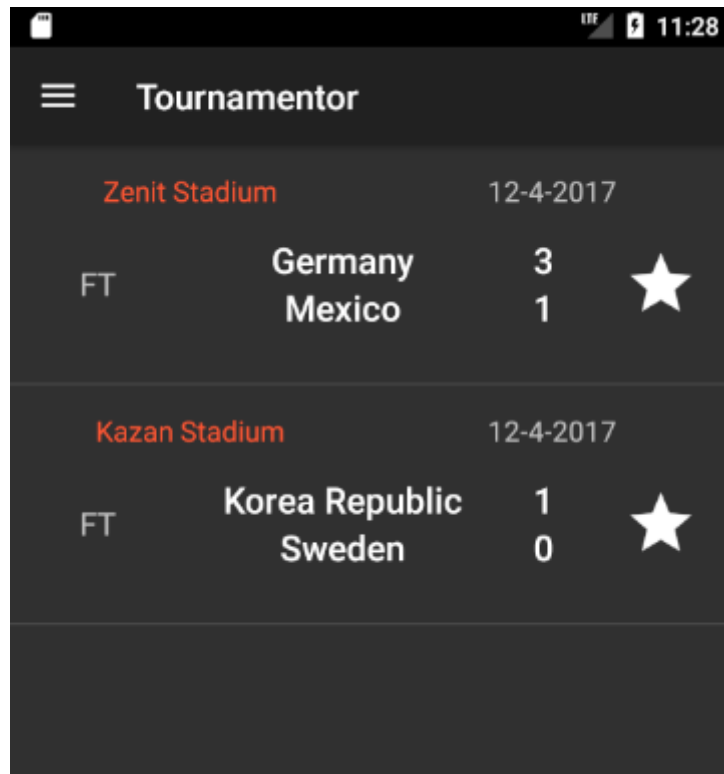 LTE 11:28
Tournamentor
Zenit Stadium 12-4-2017
Germany 3
FT
Mexico 1
Kazan Stadium 12-4-2017
Korea Republic 1
FT
Sweden 0